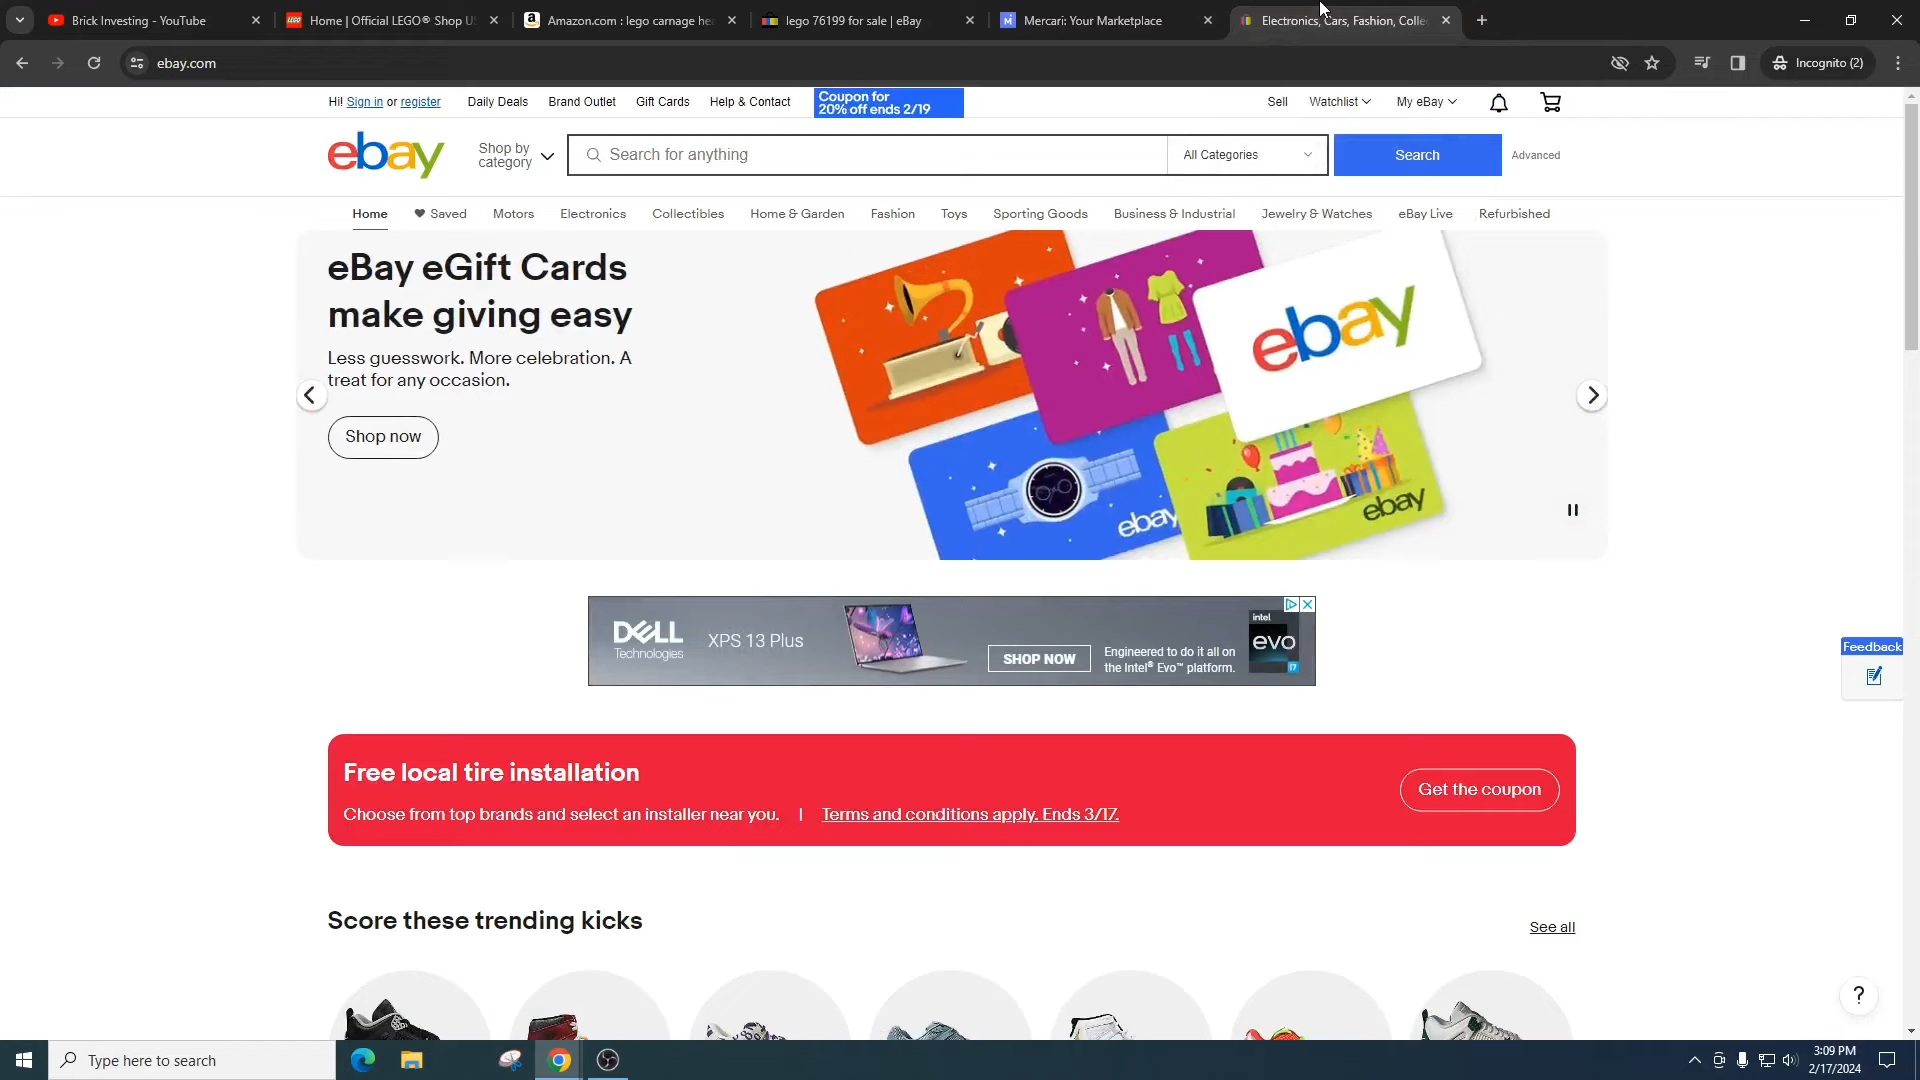 Brick Investing - YouTube
Home | Official LEGO® Shop U
Amazon.com : lego carnage he
lego 76199 for sale | eBay
Mercari: Your Marketplace
Electronics, Cars, Fashion, Colle
ebay.com
Incognito (2)
Hi! Sign in or register
Daily Deals
Brand Outlet
Gift Cards
Help & Contact
Coupon for
20% off ends 2/19
Sell
Watchlist
My eBay
ebay
Shop by
category
Search for anything
All Categories
Search
Advanced
Home
Saved
Motors
Electronics
Collectibles
Home & Garden
Fashion
Toys
Sporting Goods
Business & Industrial
Jewelry & Watches
eBay Live
Refurbished
eBay eGift Cards
make giving easy
Less guesswork. More celebration. A
treat for any occasion.
Shop now
ebay
ebay
ebay
DELL
Technologies
XPS 13 Plus
SHOP NOW
Engineered to do it all on
the Intel® Evo™ platform.
intel
evo
i7
Feedback
Free local tire installation
Choose from top brands and select an installer near you. | Terms and conditions apply. Ends 3/17.
Get the coupon
Score these trending kicks
See all
?
Type here to search
3:09 PM
2/17/2024